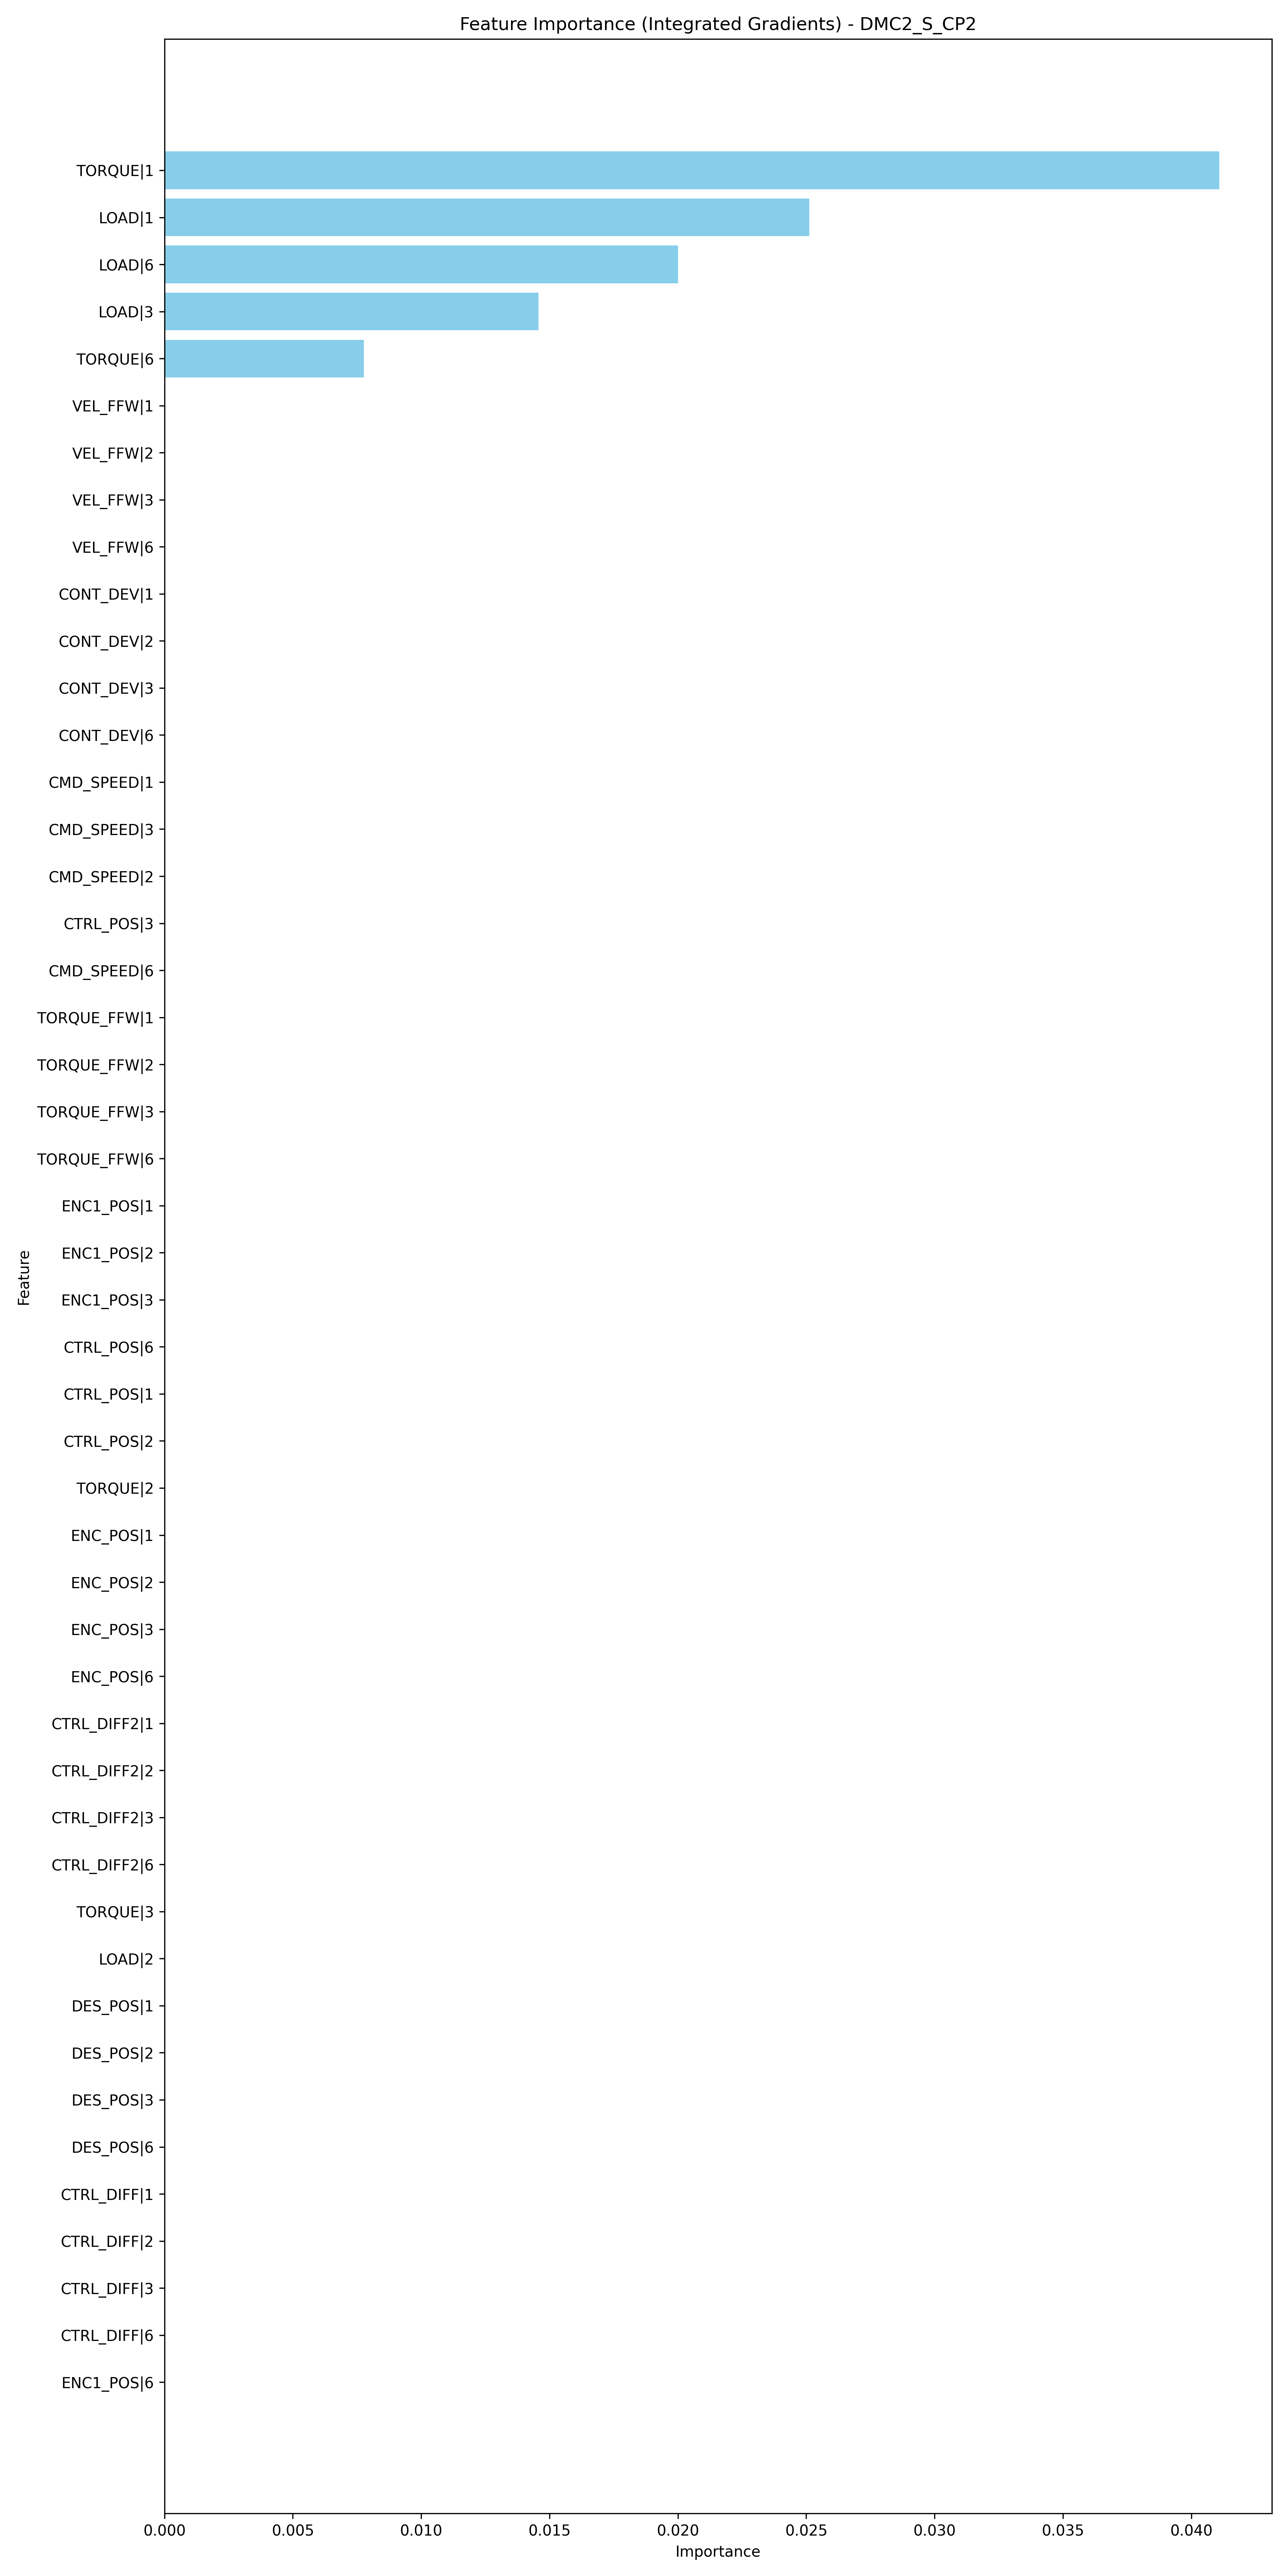 Feature Importance (Integrated Gradients) - DMC2_S_CP2
TORQUE|1
LOAD|1
LOAD|6
LOAD|3
TORQUE|6
VEL_FFW|1
VEL_FFW|2
VEL_FFW|3
VEL_FFW|6
CONT_DEV|1
CONT_DEV|2
CONT_DEV|3
CONT_DEV|6
CMD_SPEED|1
CMD_SPEED|3
CMD_SPEED|2
CTRL_POS|3
CMD_SPEED|6
TORQUE_FFW|1
TORQUE_FFW|2
TORQUE_FFW|3
TORQUE_FFW|6
ENC1_POS|1
ENC1_POS|2
ENC1_POS|3
CTRL_POS|6
CTRL_POS|1
CTRL_POS|2
TORQUE|2
ENC_POS|1
ENC_POS|2
ENC_POS|3
ENC_POS|6
CTRL_DIFF2|1
CTRL_DIFF2|2
CTRL_DIFF2|3
CTRL_DIFF2|6
TORQUE|3
LOAD|2
DES_POS|1
DES_POS|2
DES_POS|3
DES_POS|6
CTRL_DIFF|1
CTRL_DIFF|2
CTRL_DIFF|3
CTRL_DIFF|6
ENC1_POS|6
Feature
0.000 0.005 0.010 0.015 0.020 0.025 0.030 0.035 0.040
Importance